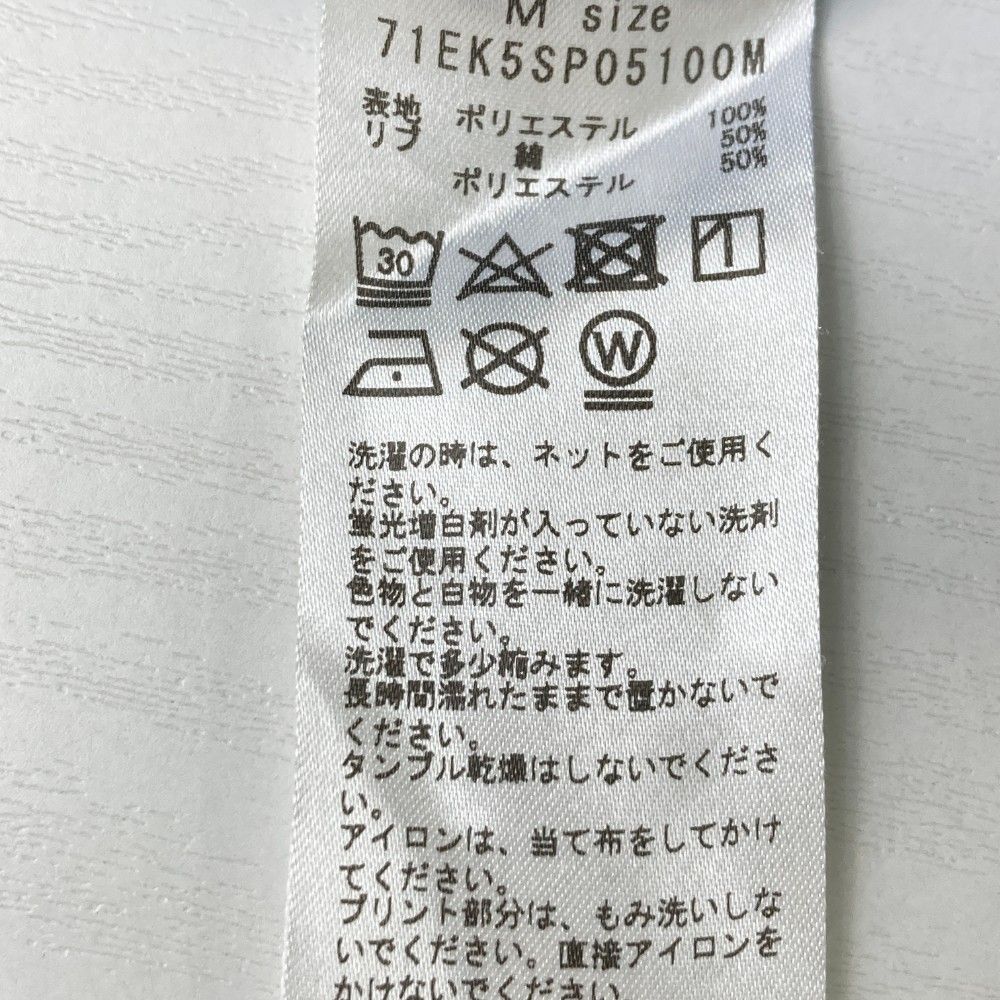 M size
71EK5SP05100M
表地 ポリエステル 100%
リブ 綿 50%
ポリエステル 50%
30
W
洗濯の時は、ネットをご使用く
ださい。
蛍光増白剤が入っていない洗剤
をご使用ください。
色物と白物を一緒に洗濯しない
でください。
洗濯で多少縮みます。
長時間濡れたままで置かないで
ください。
タンブル乾燥はしないでくださ
い。
アイロンは、当て布をしてかけ
てください。
プリント部分は、もみ洗いしな
いでください。直接アイロンを
かけないでください。